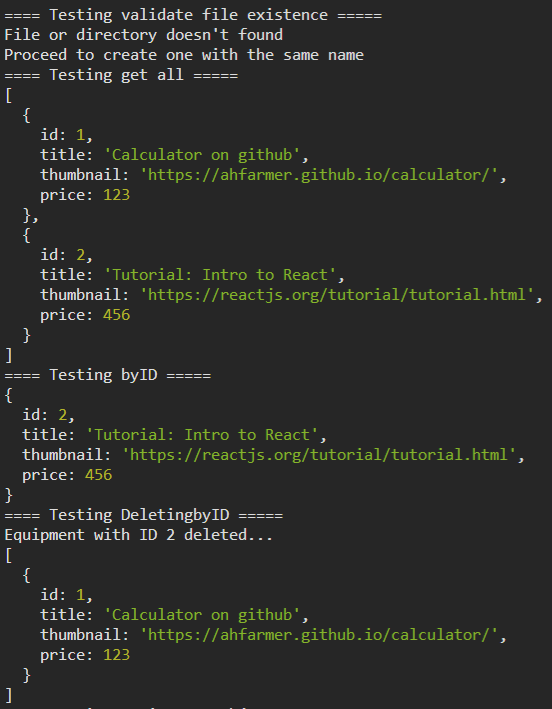 ==== Testing validate file existence =====
File or directory doesn't found
Proceed to create one with the same name
==== Testing get all =====
[
  {
    id: 1,
    title: 'Calculator on github',
    thumbnail: 'https://ahfarmer.github.io/calculator/',
    price: 123
  },
  {
    id: 2,
    title: 'Tutorial: Intro to React',
    thumbnail: 'https://reactjs.org/tutorial/tutorial.html',
    price: 456
  }
]
==== Testing byID =====
{
  id: 2,
  title: 'Tutorial: Intro to React',
  thumbnail: 'https://reactjs.org/tutorial/tutorial.html',
  price: 456
}
==== Testing DeletingbyID =====
Equipment with ID 2 deleted...
[
  {
    id: 1,
    title: 'Calculator on github',
    thumbnail: 'https://ahfarmer.github.io/calculator/',
    price: 123
  }
]